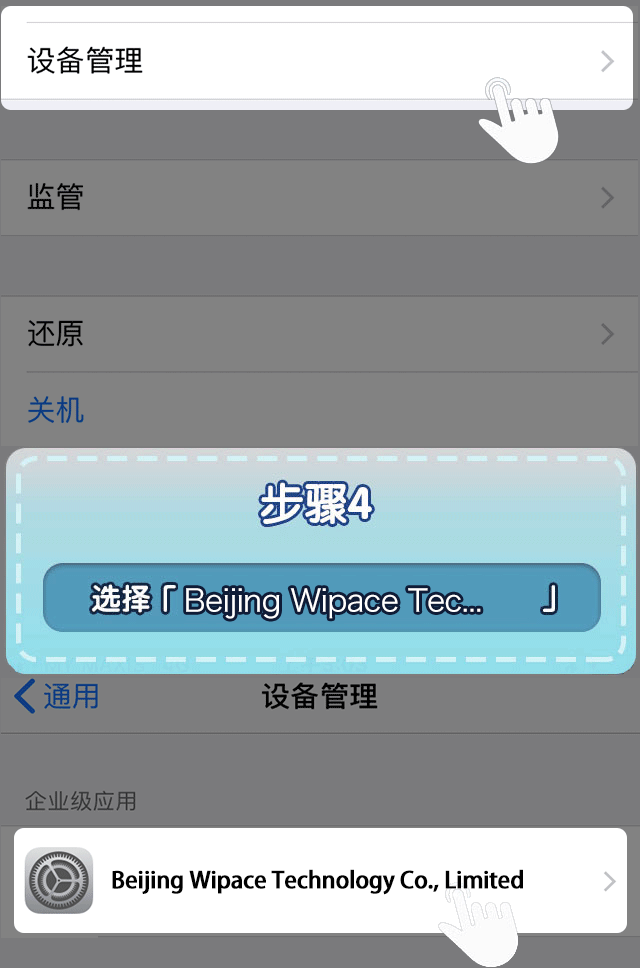 设备管理
监管
还原
关机
步骤4
选择「Beijing Wipace Tec... 」
通用
设备管理
企业级应用
Beijing Wipace Technology Co., Limited